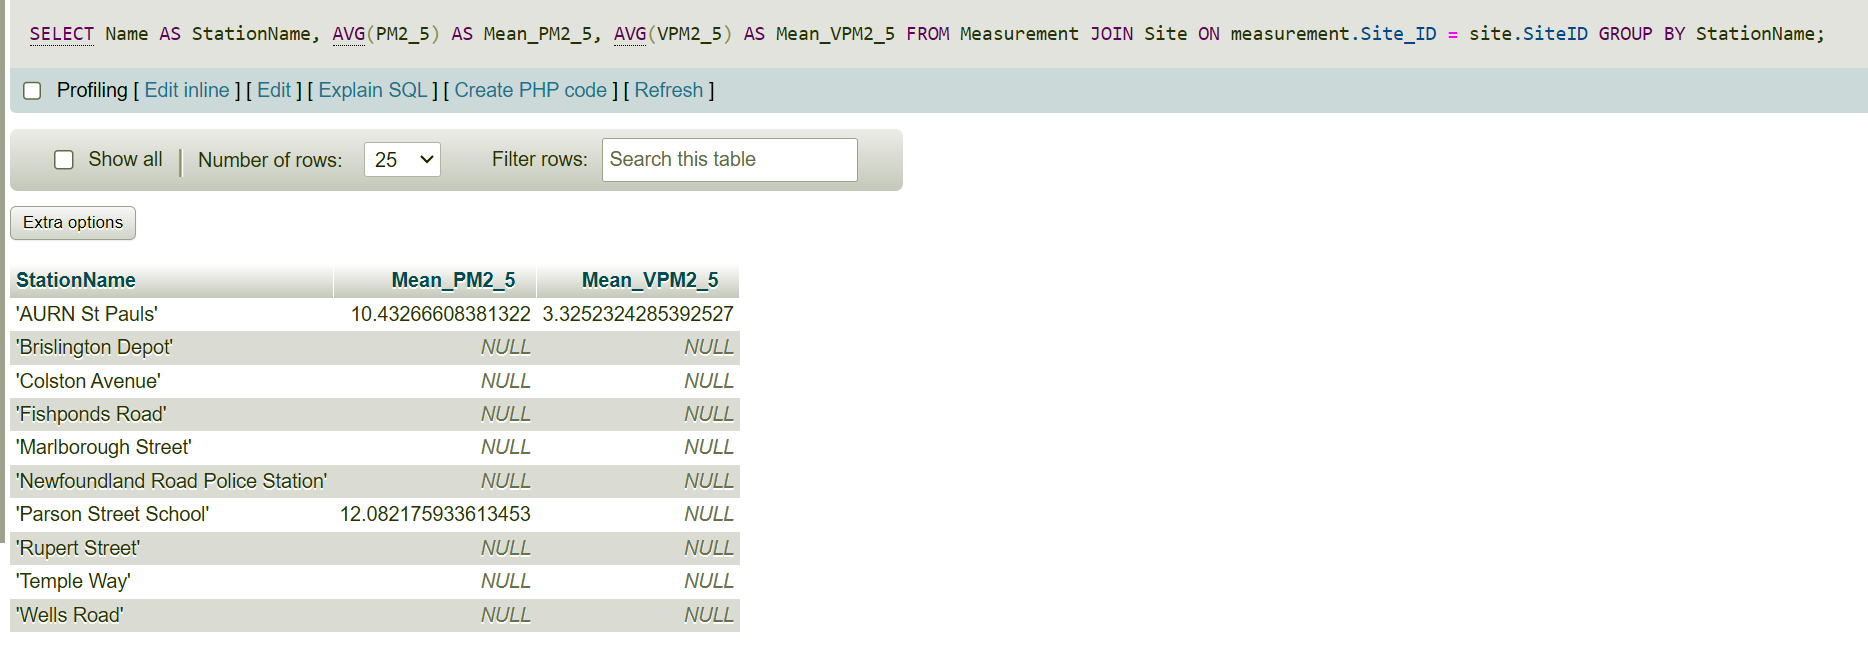 SELECT Name AS StationName, AVG(PM2_5) AS Mean_PM2_5, AVG(VPM2_5) AS Mean_VPM2_5 FROM Measurement JOIN Site ON measurement.Site_ID = site.SiteID GROUP BY StationName;
Profiling [ Edit inline ] [ Edit ] [ Explain SQL ] [ Create PHP code ] [ Refresh ]
Show all Number of rows: 25 Filter rows: Search this table
Extra options
StationName Mean_PM2_5 Mean_VPM2_5
'AURN St Pauls' 10.43266608381322 3.3252324285392527
'Brislington Depot' NULL NULL
'Colston Avenue' NULL NULL
'Fishponds Road' NULL NULL
'Marlborough Street' NULL NULL
'Newfoundland Road Police Station' NULL NULL
'Parson Street School' 12.082175933613453 NULL
'Rupert Street' NULL NULL
'Temple Way' NULL NULL
'Wells Road' NULL NULL